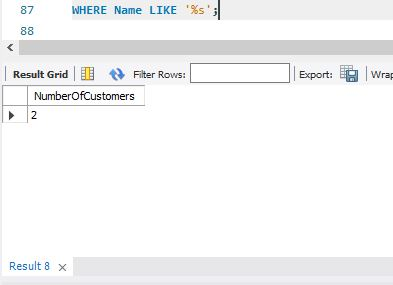 87 WHERE Name LIKE '%s';
88
Result Grid Filter Rows: Export: Wrap
NumberOfCustomers
2
Result 8 x